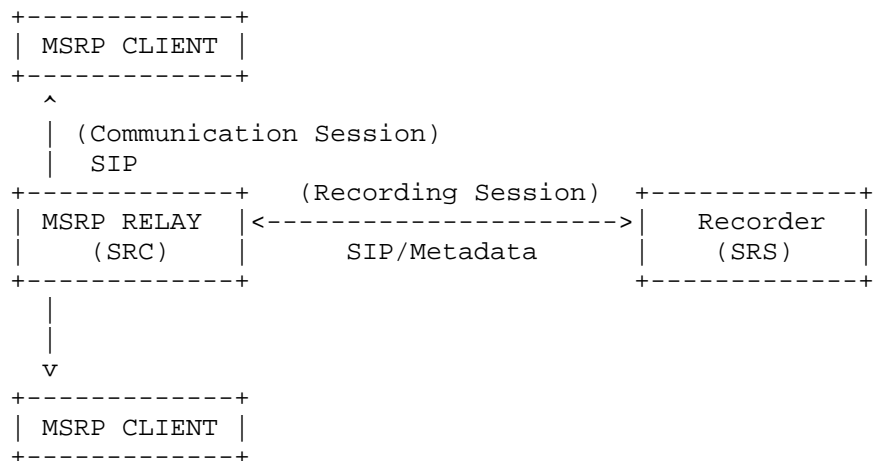 MSRP CLIENT
(Communication Session)
SIP
(Recording Session)
MSRP RELAY Recorder
(SRC) SIP/Metadata (SRS)
MSRP CLIENT